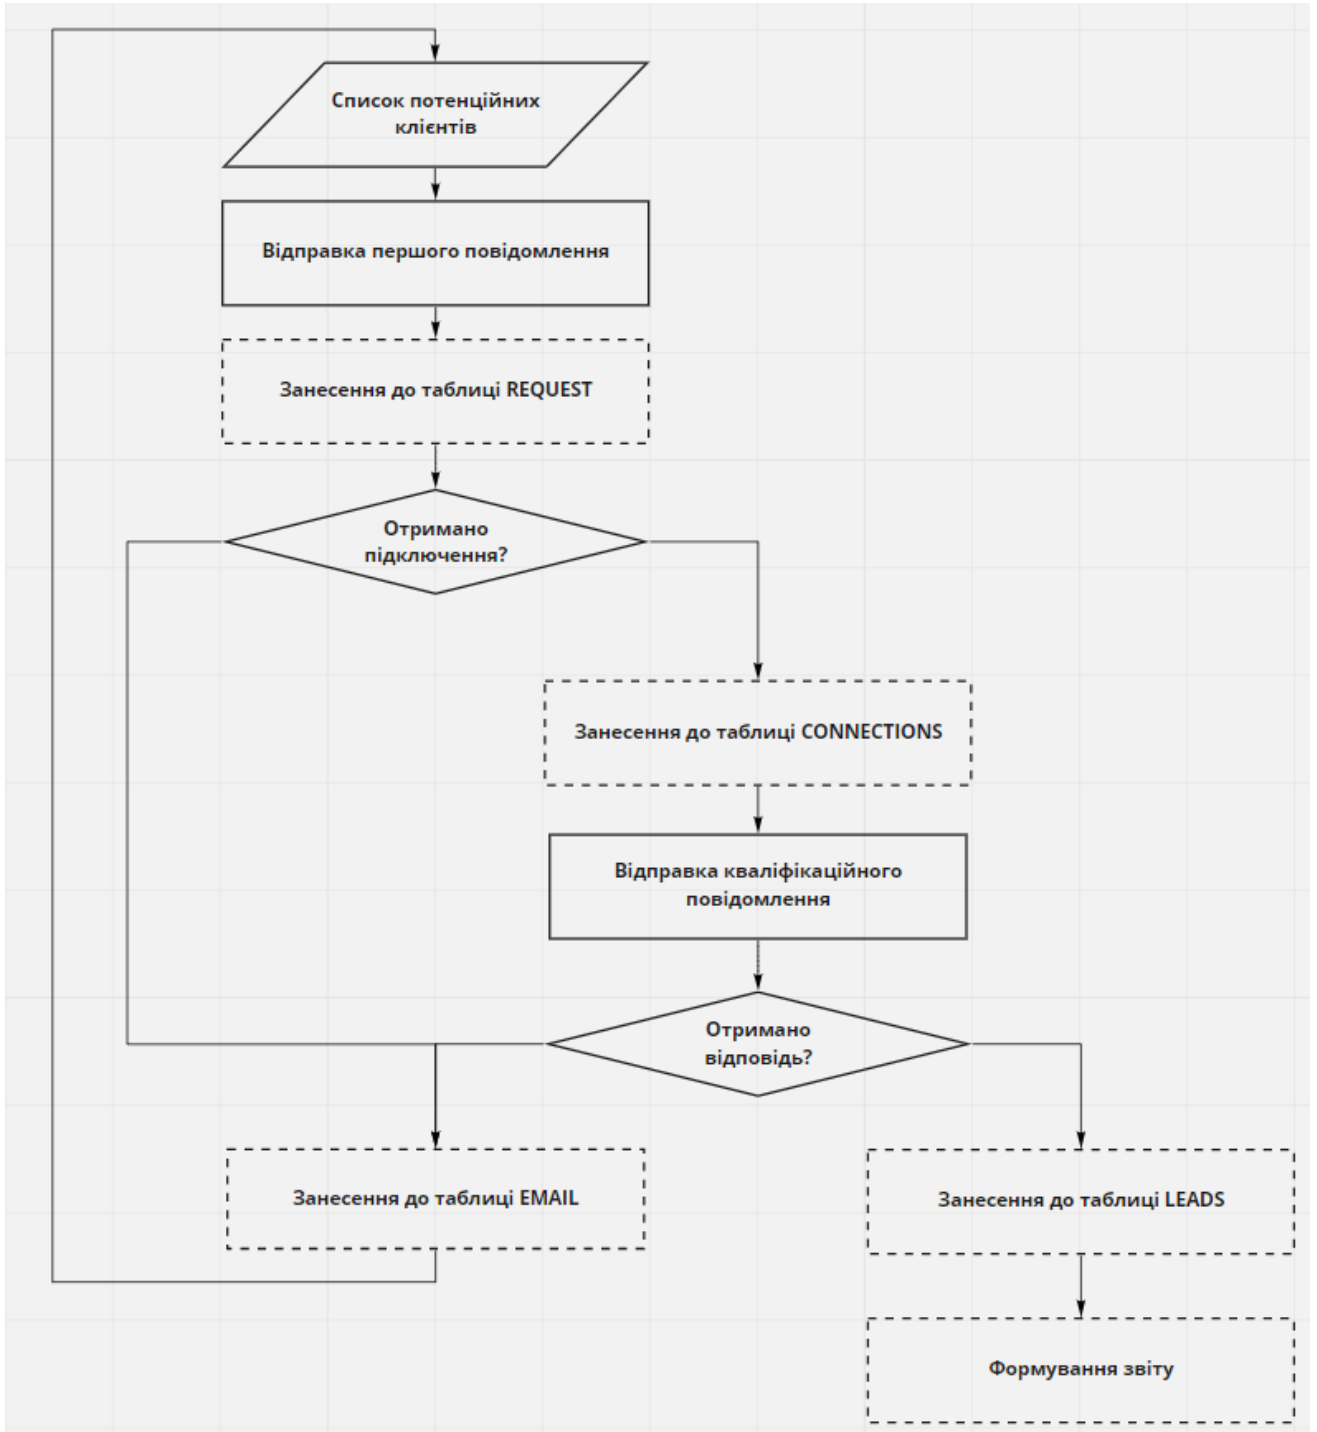 Список потенційних
клієнтів
Відправка першого повідомлення
Занесення до таблиці REQUEST
Отримано
підключення?
Занесення до таблиці CONNECTIONS
Відправка кваліфікаційного
повідомлення
Отримано
відповідь?
Занесення до таблиці EMAIL
Занесення до таблиці LEADS
Формування звіту